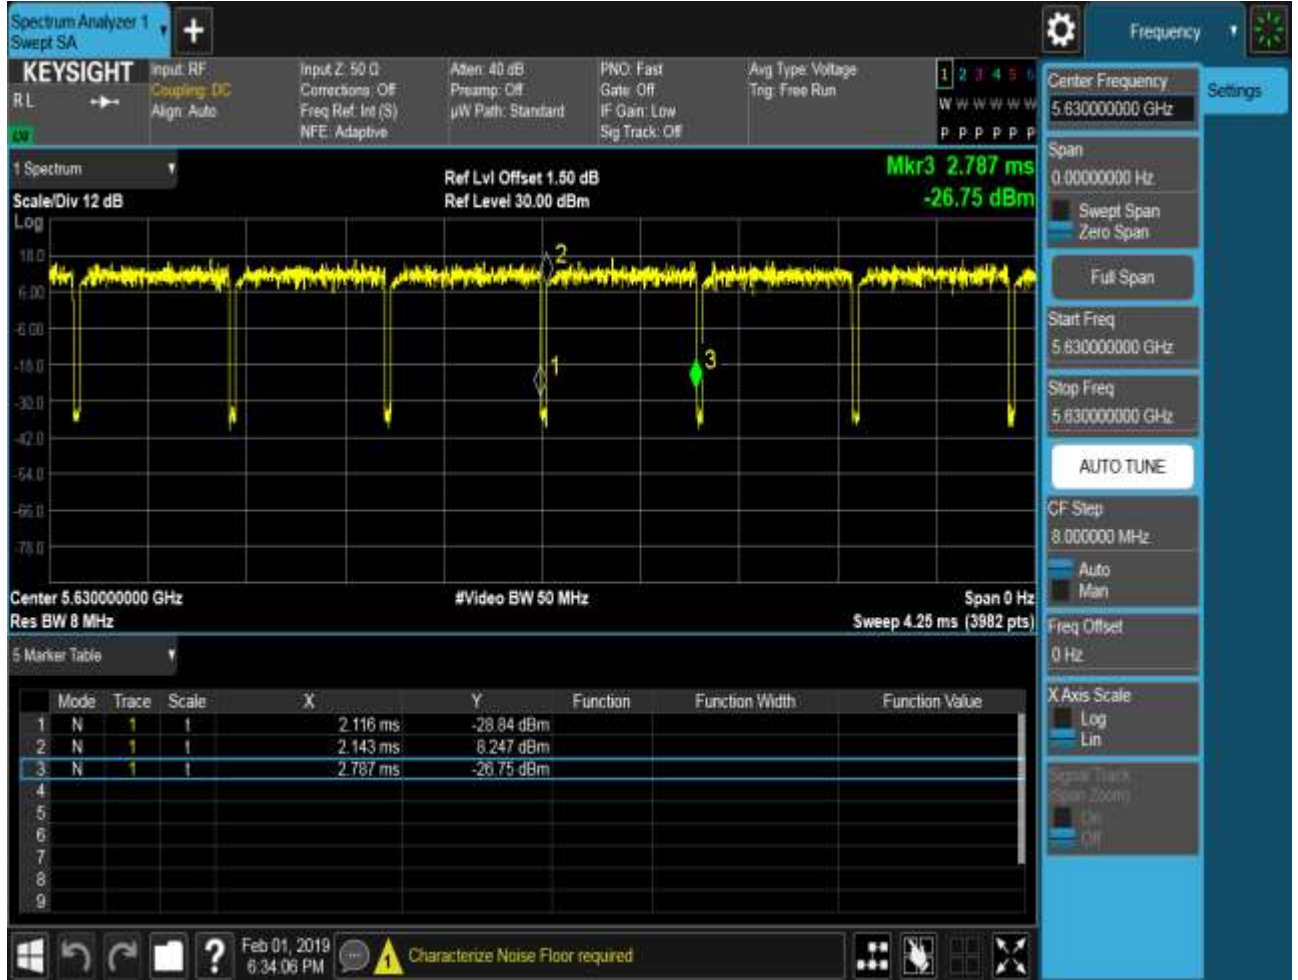 Spectrum Analyzer 1
Swept SA
+
Frequency
KEYSIGHT
RL
Input: RF
Coupling: DC
Align: Auto
Input Z: 50 Ω
Corrections: Off
Freq Ref: Int (S)
NFE: Adaptive
Atten: 40 dB
Preamp: Off
µW Path: Standard
PNO: Fast
Gate: Off
IF Gain: Low
Sig Track: Off
Avg Type: Voltage
Trig: Free Run
1 2 3 4 5 6
W W W W W W
P P P P P P
1 Spectrum
Scale/Div 12 dB
Ref Lvl Offset 1.50 dB
Ref Level 30.00 dBm
Mkr3 2.787 ms
-26.75 dBm
Log
18.0
6.00
-6.00
-18.0
-30.0
-42.0
-54.0
-66.0
-78.0
2
1
3
Center 5.630000000 GHz
#Video BW 50 MHz
Span 0 Hz
Res BW 8 MHz
Sweep 4.25 ms (3982 pts)
5 Marker Table
Mode Trace Scale X Y Function Function Width Function Value
1 N 1 t 2.116 ms -28.84 dBm
2 N 1 t 2.143 ms 8.247 dBm
3 N 1 t 2.787 ms -26.75 dBm
4
5
6
7
8
9
Center Frequency
5.630000000 GHz
Settings
Span
0.00000000 Hz
Swept Span
Zero Span
Full Span
Start Freq
5.630000000 GHz
Stop Freq
5.630000000 GHz
AUTO TUNE
CF Step
8.000000 MHz
Auto
Man
Freq Offset
0 Hz
X Axis Scale
Log
Lin
Signal Track
(Span Zoom)
On
Off
?
Feb 01, 2019
6:34:06 PM
1
Characterize Noise Floor required